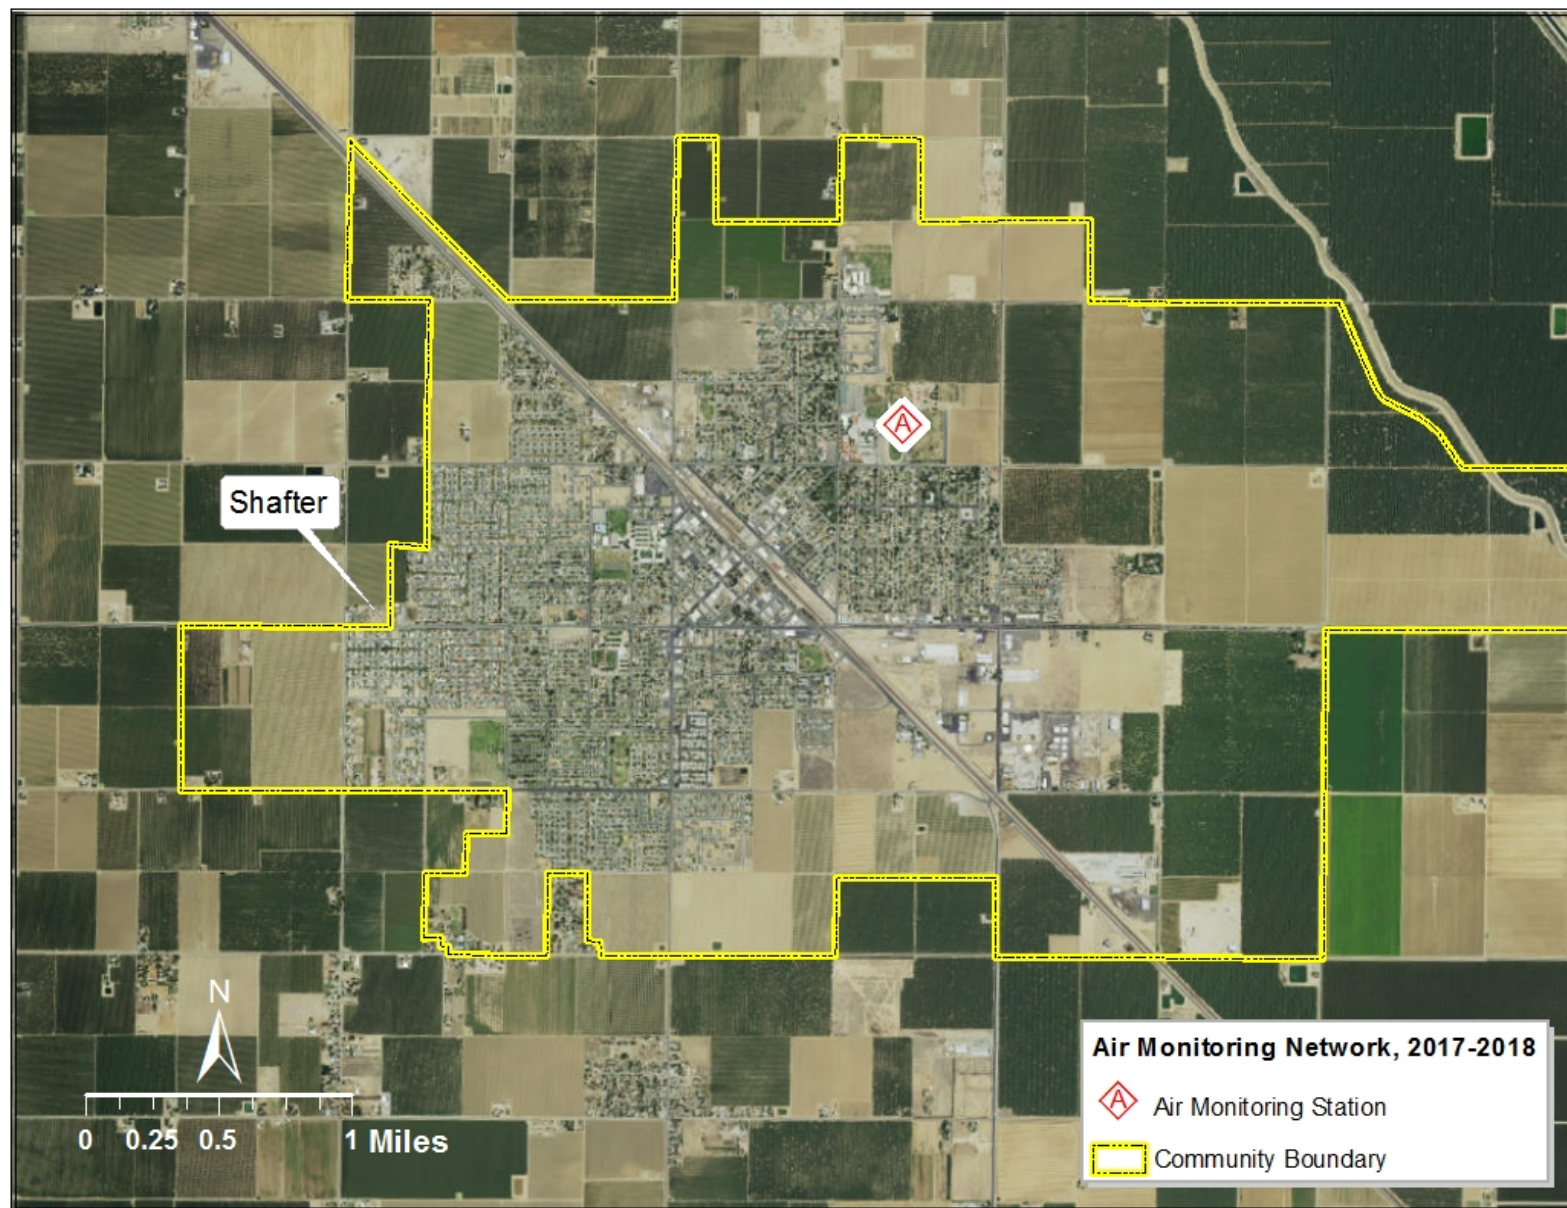 Shafter
A
N
0 0.25 0.5 1 Miles
Air Monitoring Network, 2017-2018
A Air Monitoring Station
Community Boundary